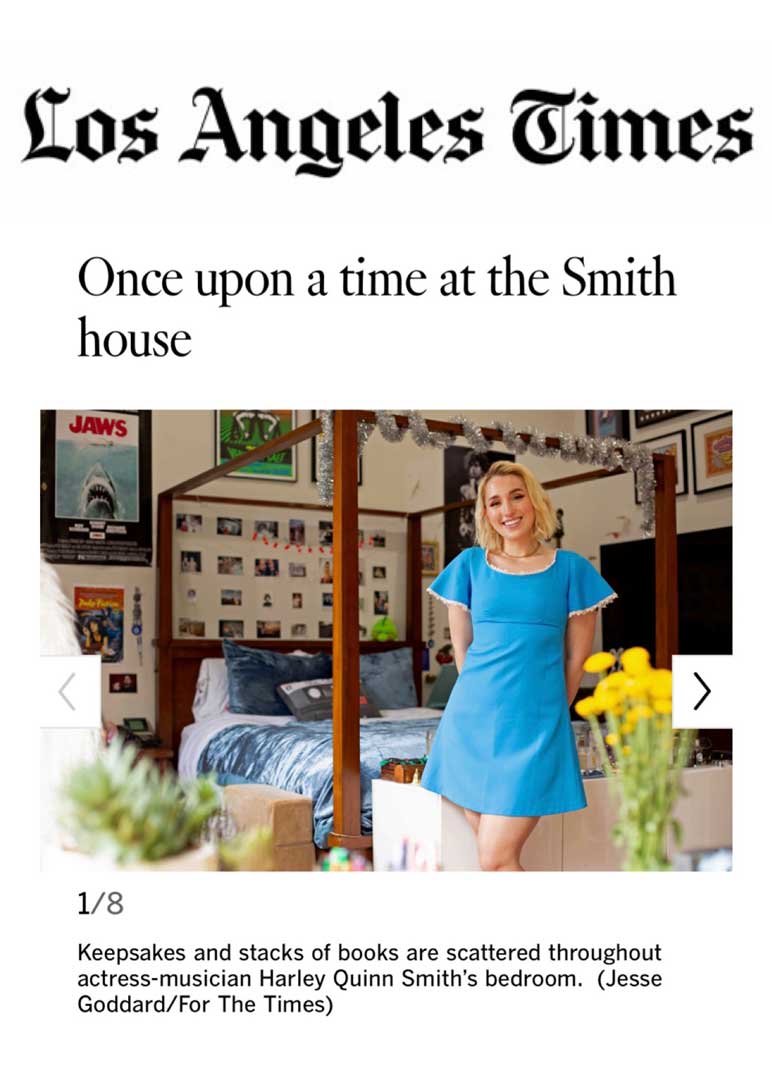 Los Angeles Times
Once upon a time at the Smith
house
JAWS
Pulp Fiction
1/8
Keepsakes and stacks of books are scattered throughout
actress-musician Harley Quinn Smith's bedroom.  (Jesse
Goddard/For The Times)